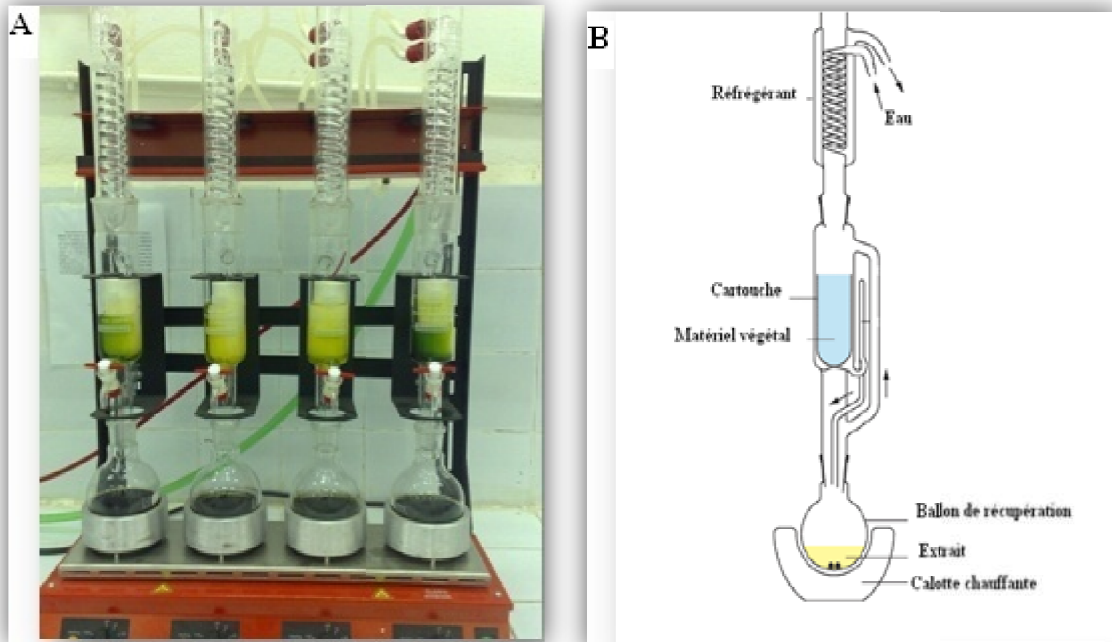 A
B
Réfrégérant
Eau
Cartouche
Matériel végétal
Ballon de récupération
Extrait
Calotte chauffante